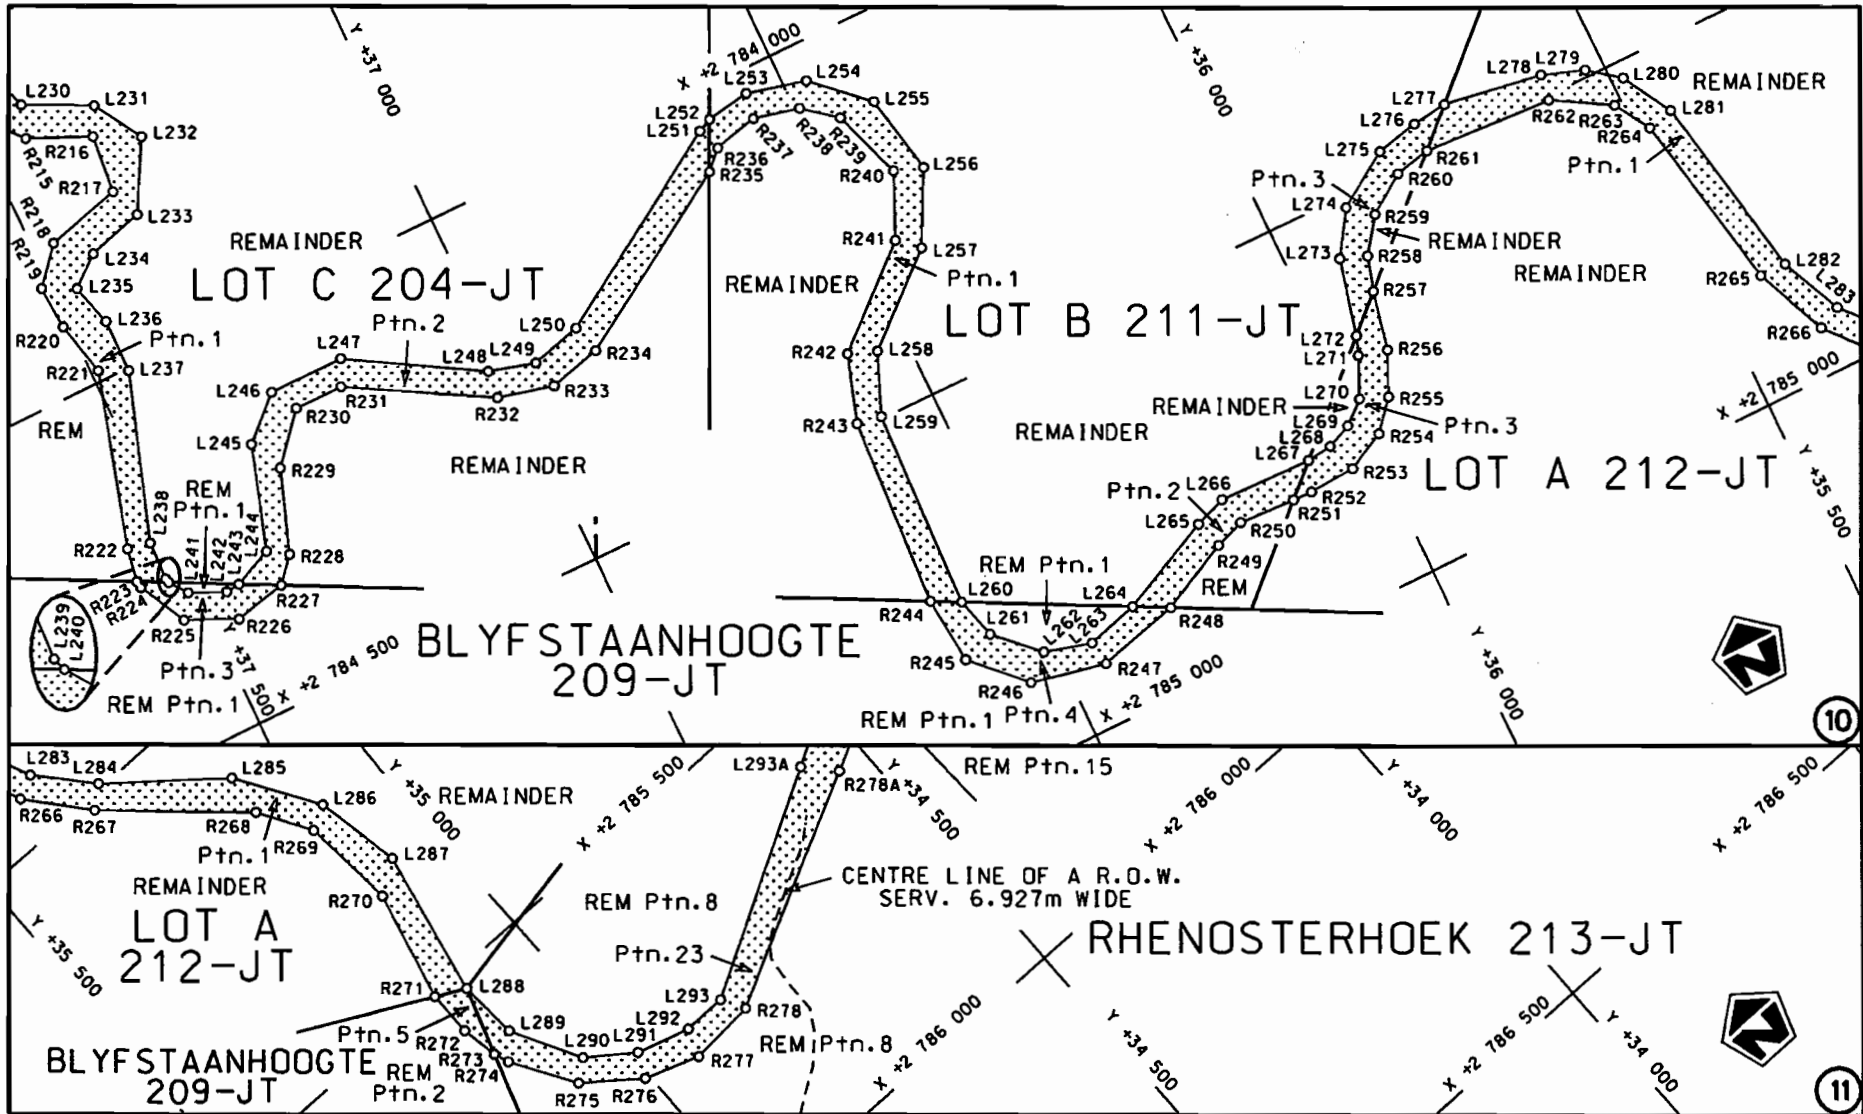 L230
L231
L232
R215
R216
R217
R218
R219
L233
L234
L235
L236
R220
Ptn.1
R221
L237
REM
REMAINDER
LOT C 204-JT
Ptn.2
L247
L248
L249
L250
R234
L246
R230
R231
R232
R233
L245
R229
REMAINDER
REM
Ptn.1
L238
L241
L242
L243
L244
R222
R228
R223
R224
R227
R225
R226
L239
L240
Ptn.3
REM Ptn.1
Y +37 500
X +2 784 500
Y +37 000
BLYFSTAANHOOGTE
209-JT
X +2 784 000
L253
L254
L252
L251
L255
R237
R238
R239
R236
R235
R240
L256
R241
L257
REMAINDER
Ptn.1
LOT B 211-JT
R242
L258
R243
L259
REMAINDER
Y +36 000
REM Ptn.1
L260
R244
L261
L262
L263
L264
R248
R245
R246
R247
REM Ptn.1
Ptn.4
X +2 785 000
L265
L266
Ptn.2
R249
REM
R250
R251
R252
L267
L268
L269
L270
REMAINDER
R253
R254
Ptn.3
R255
R256
L271
L272
R257
L273
R258
REMAINDER
L274
R259
Ptn.3
L275
R260
L276
R261
L277
L278
L279
L280
REMAINDER
R262
R263
R264
L281
Ptn.1
REMAINDER
R265
L282
L283
R266
LOT A 212-JT
X +2 785 000
Y +35 500
Y +36 000
10
L283
L284
L285
L286
R266
R267
R268
R269
Ptn.1
REMAINDER
LOT A
212-JT
Y +35 500
Y +35 000
REMAINDER
L287
R270
X +2 785 500
R271
L288
Ptn.5
R272
L289
R273
R274
L290
L291
L292
L293
R275
R276
R277
R278
BLYFSTAANHOOGTE
209-JT
REM
Ptn.2
REM Ptn.8
Ptn.23
REM Ptn.8
L293A
R278A
Y +34 500
REM Ptn.15
CENTRE LINE OF A R.O.W.
SERV. 6.927m WIDE
X +2 786 000
Y +34 000
X +2 786 500
RHENOSTERHOEK 213-JT
X +2 786 000
Y +34 500
X +2 786 500
Y +34 000
11